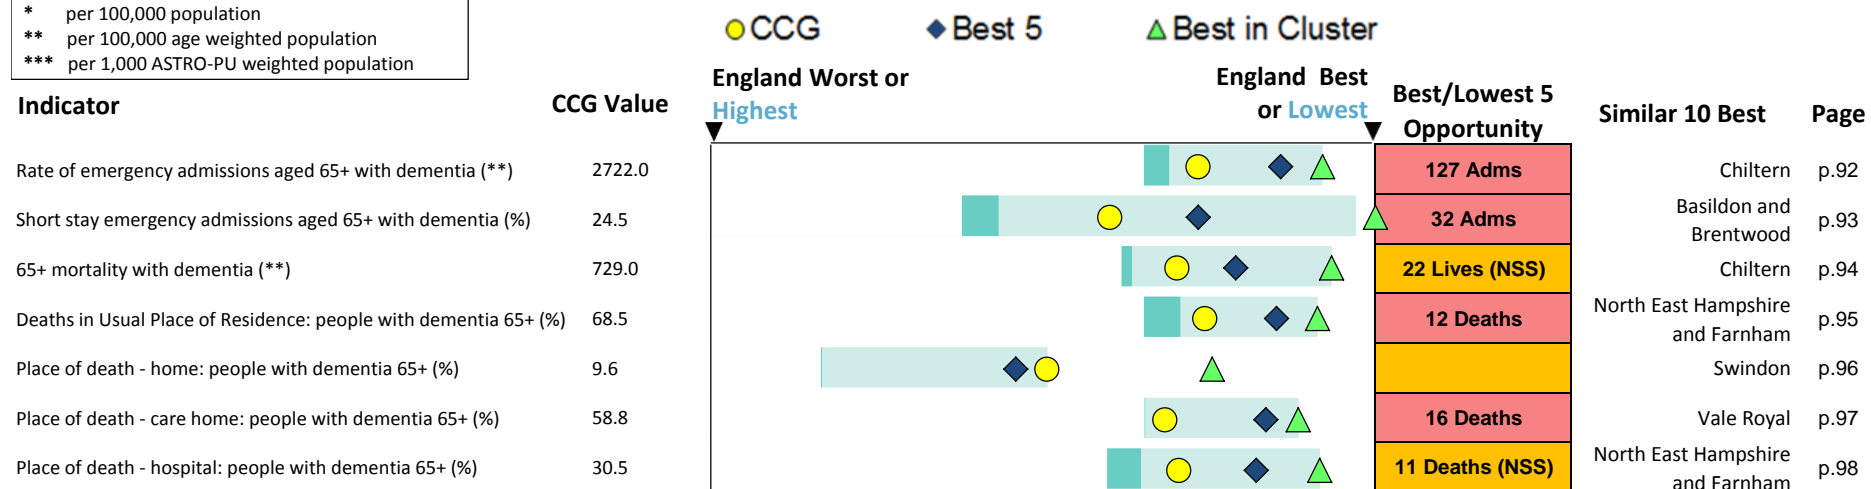 * per 100,000 population
** per 100,000 age weighted population
*** per 1,000 ASTRO-PU weighted population
CCG Best 5 Best in Cluster
Indicator
CCG Value
England Worst or
Highest
England Best
or Lowest
Best/Lowest 5
Opportunity
Similar 10 Best
Page
Rate of emergency admissions aged 65+ with dementia (**) 2722.0 127 Adms Chiltern p.92
Short stay emergency admissions aged 65+ with dementia (%) 24.5 32 Adms Basildon and
Brentwood p.93
65+ mortality with dementia (**) 729.0 22 Lives (NSS) Chiltern p.94
Deaths in Usual Place of Residence: people with dementia 65+ (%) 68.5 12 Deaths North East Hampshire
and Farnham p.95
Place of death - home: people with dementia 65+ (%) 9.6 Swindon p.96
Place of death - care home: people with dementia 65+ (%) 58.8 16 Deaths Vale Royal p.97
Place of death - hospital: people with dementia 65+ (%) 30.5 11 Deaths (NSS) North East Hampshire
and Farnham p.98